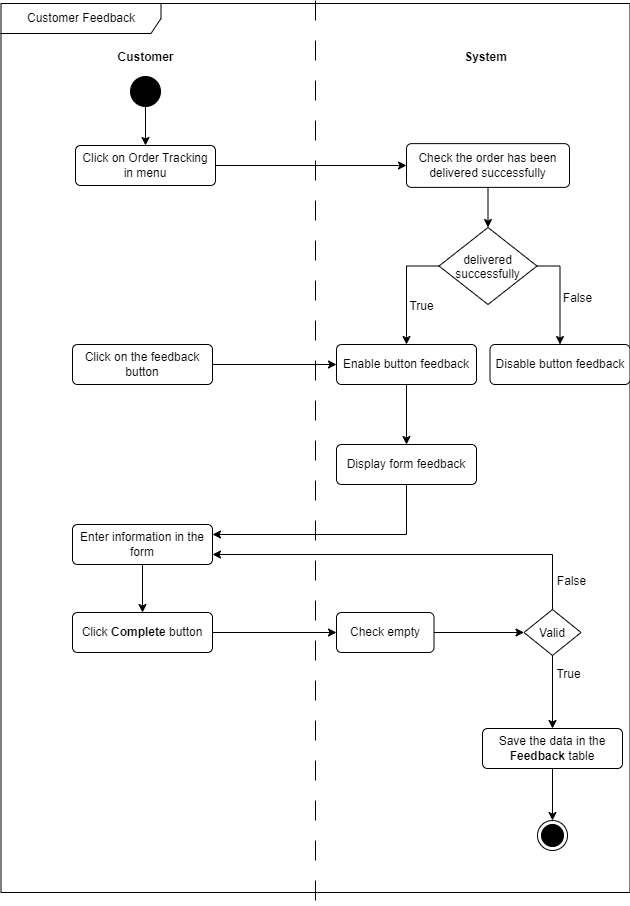 Customer Feedback
Customer
System
Click on Order Tracking
in menu
Check the order has been
delivered successfully
delivered
successfully
True
False
Click on the feedback
button
Enable button feedback
Disable button feedback
Display form feedback
Enter information in the
form
False
Click Complete button
Check empty
Valid
True
Save the data in the
Feedback table